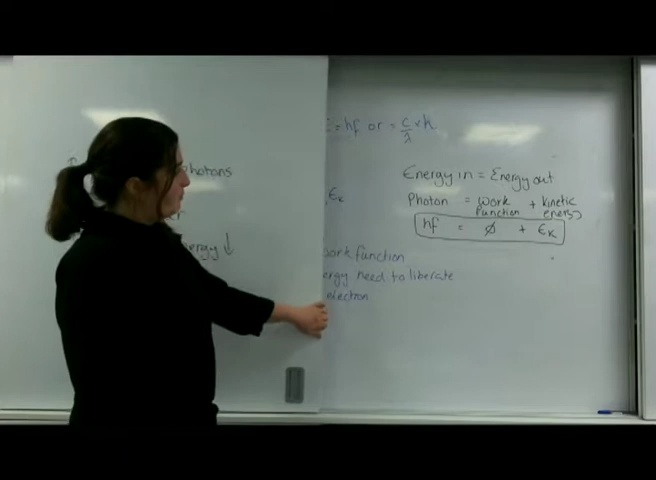 photons
energy ↓
= hf or = c/λ × h
Energy in = Energy out
Photon = work function + kinetic energy
hf = ø + Ek
Ek
work function
energy need to liberate
electron